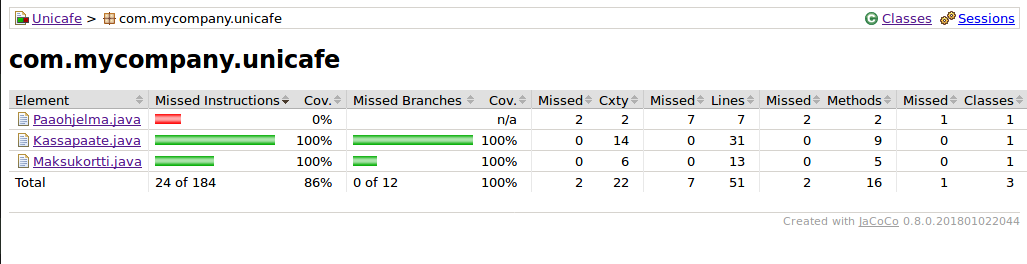 Unicafe > com.mycompany.unicafe Classes Sessions
com.mycompany.unicafe
Element Missed Instructions Cov. Missed Branches Cov. Missed Cxty Missed Lines Missed Methods Missed Classes
Paaohjelma.java 0% n/a 2 2 7 7 2 2 1 1
Kassapaate.java 100% 100% 0 14 0 31 0 9 0 1
Maksukortti.java 100% 100% 0 6 0 13 0 5 0 1
Total 24 of 184 86% 0 of 12 100% 2 22 7 51 2 16 1 3
Created with JaCoCo 0.8.0.201801022044